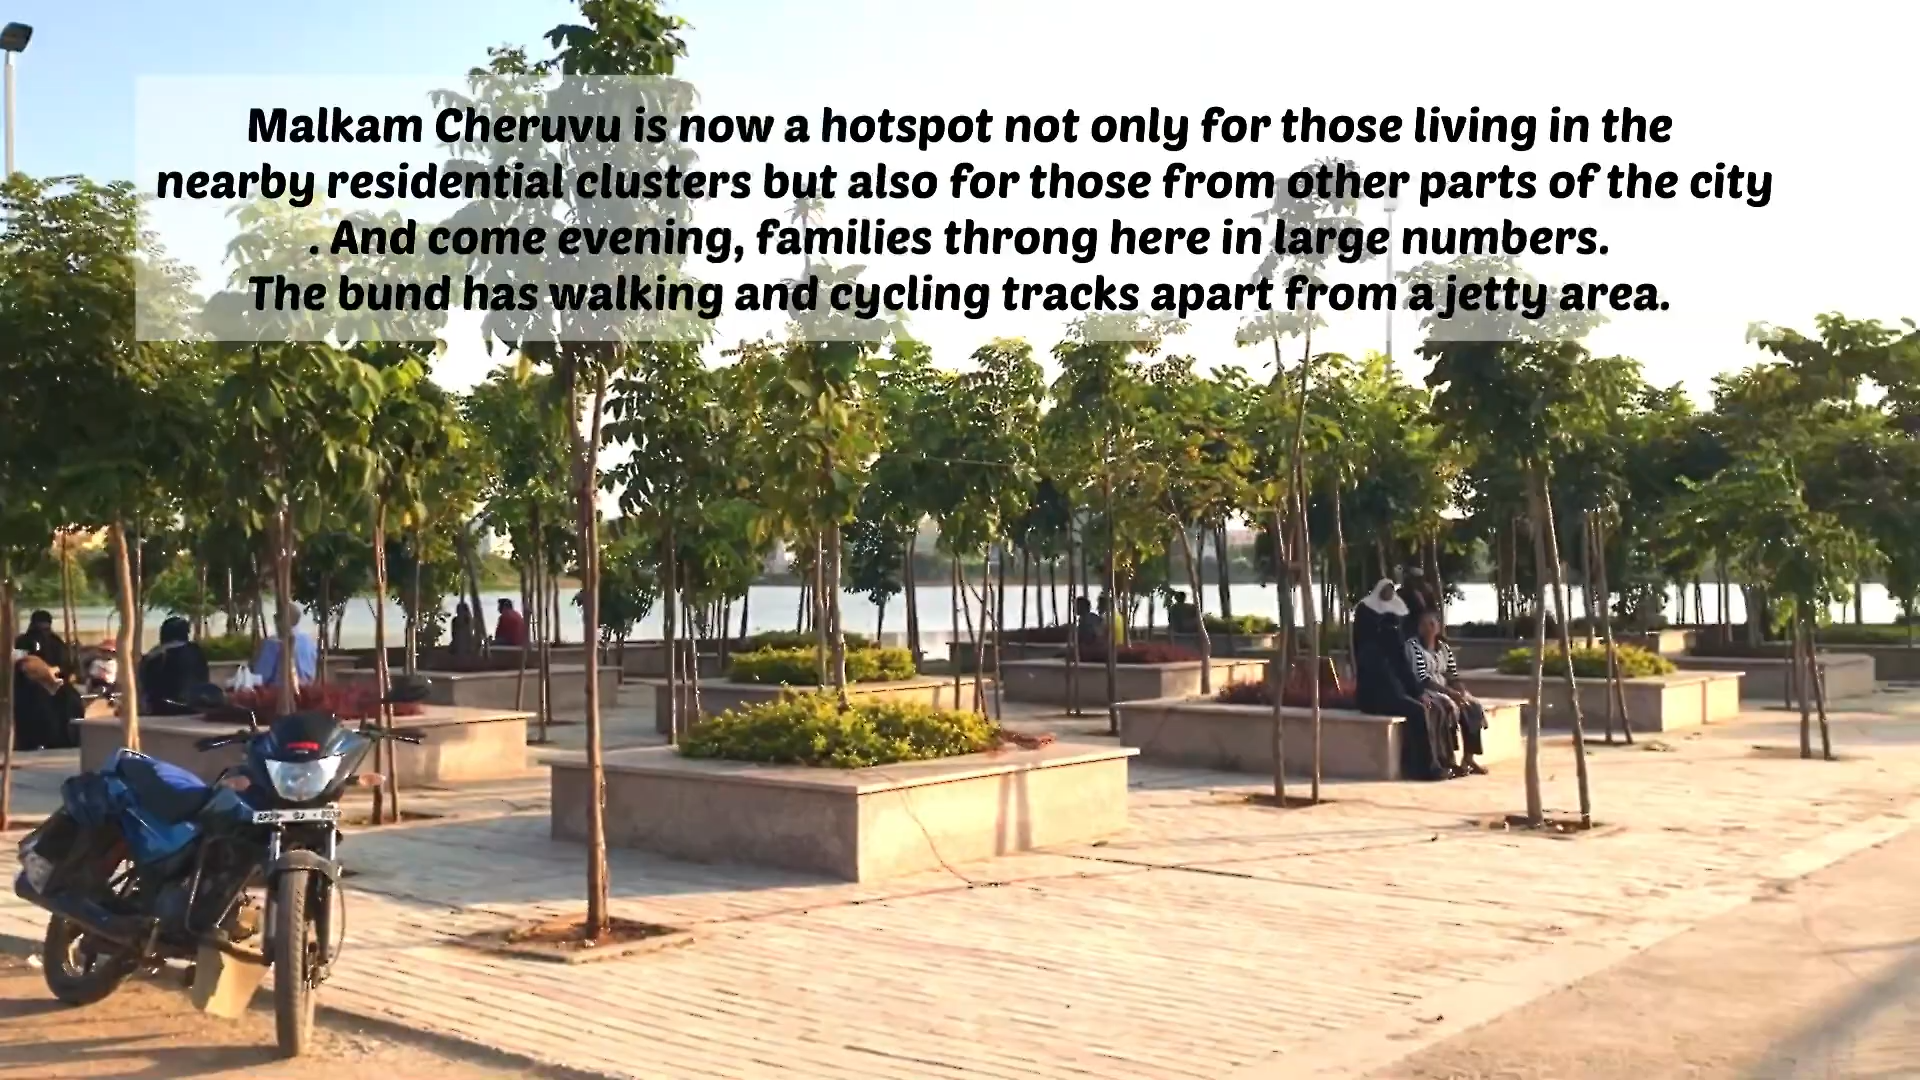 Malkam Cheruvu is now a hotspot not only for those living in the
nearby residential clusters but also for those from other parts of the city
. And come evening, families throng here in large numbers.
The bund has walking and cycling tracks apart from a jetty area.